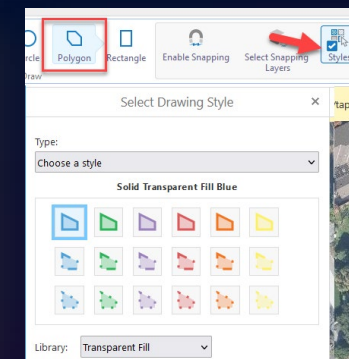 rcle Polygon Rectangle Enable Snapping Select Snapping Layers Styles
Draw
Select Drawing Style ×
/tap
Type:
Choose a style
Solid Transparent Fill Blue
Library: Transparent Fill